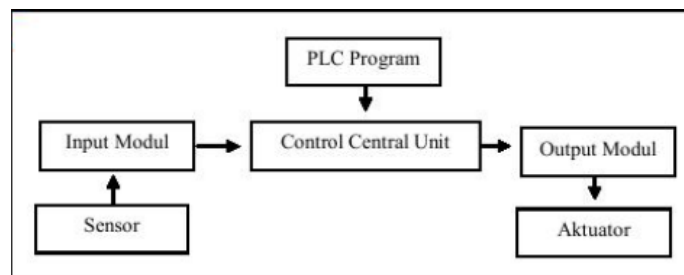 PLC Program
Input Modul
Control Central Unit
Output Modul
Sensor
Aktuator